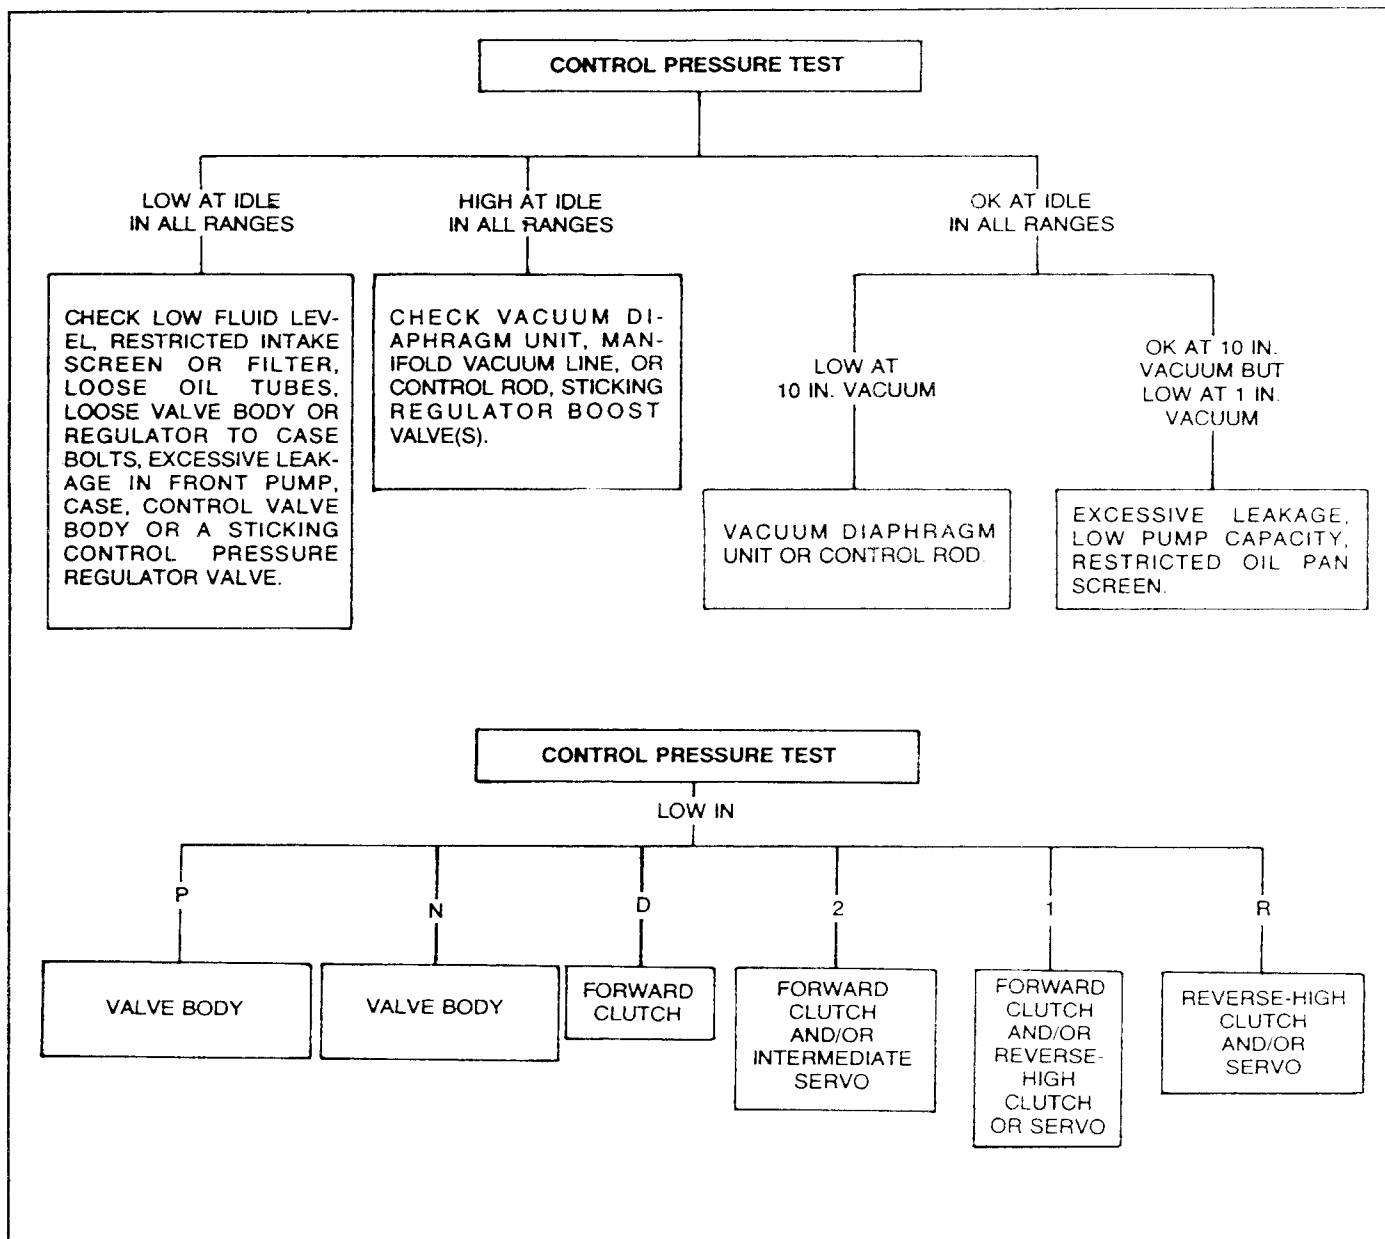 CONTROL PRESSURE TEST
LOW AT IDLE
IN ALL RANGES
HIGH AT IDLE
IN ALL RANGES
OK AT IDLE
IN ALL RANGES
CHECK LOW FLUID LEV-
EL, RESTRICTED INTAKE
SCREEN OR FILTER,
LOOSE OIL TUBES,
LOOSE VALVE BODY OR
REGULATOR TO CASE
BOLTS, EXCESSIVE LEAK-
AGE IN FRONT PUMP,
CASE, CONTROL VALVE
BODY OR A STICKING
CONTROL PRESSURE
REGULATOR VALVE.
CHECK VACUUM DI-
APHRAGM UNIT, MAN-
IFOLD VACUUM LINE, OR
CONTROL ROD, STICKING
REGULATOR BOOST
VALVE(S).
LOW AT
10 IN. VACUUM
OK AT 10 IN.
VACUUM BUT
LOW AT 1 IN.
VACUUM
VACUUM DIAPHRAGM
UNIT OR CONTROL ROD.
EXCESSIVE LEAKAGE,
LOW PUMP CAPACITY,
RESTRICTED OIL PAN
SCREEN.
CONTROL PRESSURE TEST
LOW IN
P
N
D
2
1
R
VALVE BODY
VALVE BODY
FORWARD
CLUTCH
FORWARD
CLUTCH
AND/OR
INTERMEDIATE
SERVO
FORWARD
CLUTCH
AND/OR
REVERSE-
HIGH
CLUTCH
OR SERVO
REVERSE-HIGH
CLUTCH
AND/OR
SERVO